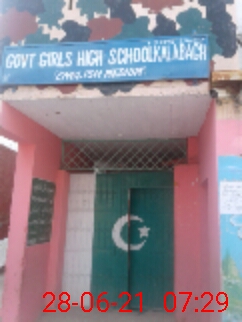 GOVT GIRLS HIGH SCHOOL KALABAGH
(ENGLISH MEDIUM)
28-06-21 07:29